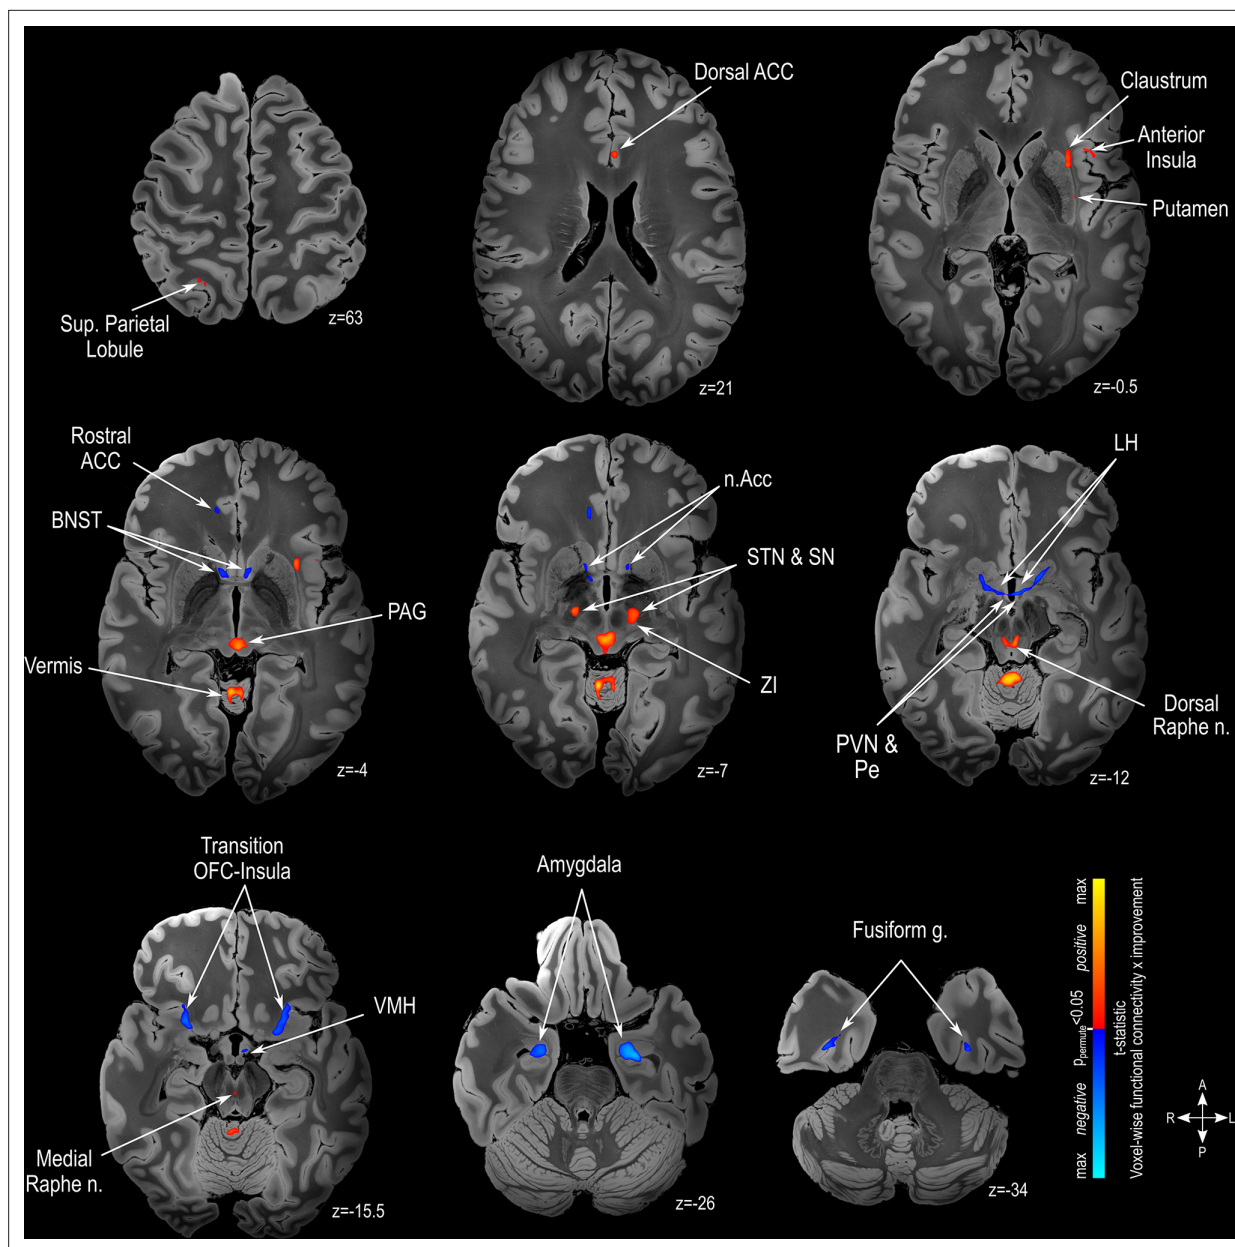 Dorsal ACC
Claustrum
Anterior
Insula
Putamen
Sup. Parietal
Lobule
z=63
z=21
z=-0.5
Rostral
ACC
BNST
PAG
Vermis
z=-4
n.Acc
STN & SN
ZI
z=-7
LH
PVN &
Pe
Dorsal
Raphe n.
z=-12
Transition
OFC-Insula
VMH
Medial
Raphe n.
z=-15.5
Amygdala
z=-26
Fusiform g.
z=-34
max negative p permute <0.05 positive max
t-statistic
Voxel-wise functional connectivity x improvement
A
R L
P